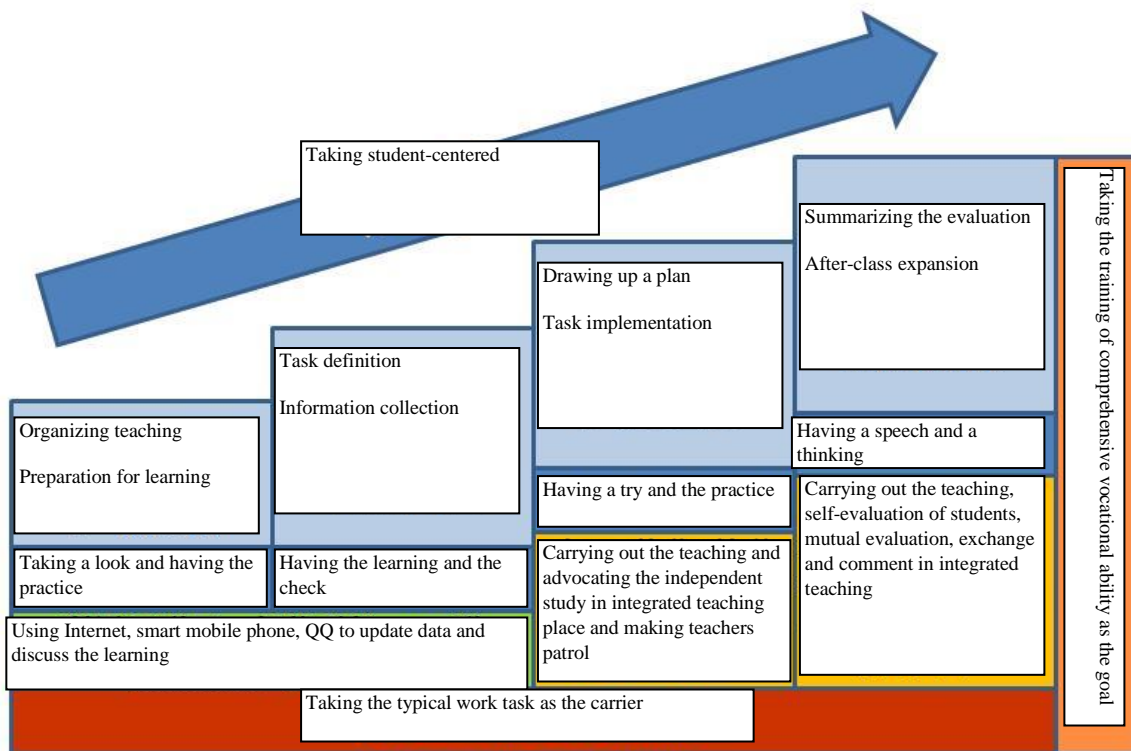 Taking student-centered
Summarizing the evaluation
After-class expansion
Drawing up a plan
Task implementation
Task definition
Information collection
Organizing teaching
Preparation for learning
Having a speech and a
thinking
Having a try and the practice
Taking a look and having the
practice
Having the learning and the
check
Carrying out the teaching,
self-evaluation of students,
mutual evaluation, exchange
and comment in integrated
teaching
Carrying out the teaching and
advocating the independent
study in integrated teaching
place and making teachers
patrol
Using Internet, smart mobile phone, QQ to update data and
discuss the learning
Taking the typical work task as the carrier
Taking the training of comprehensive vocational ability as the goal